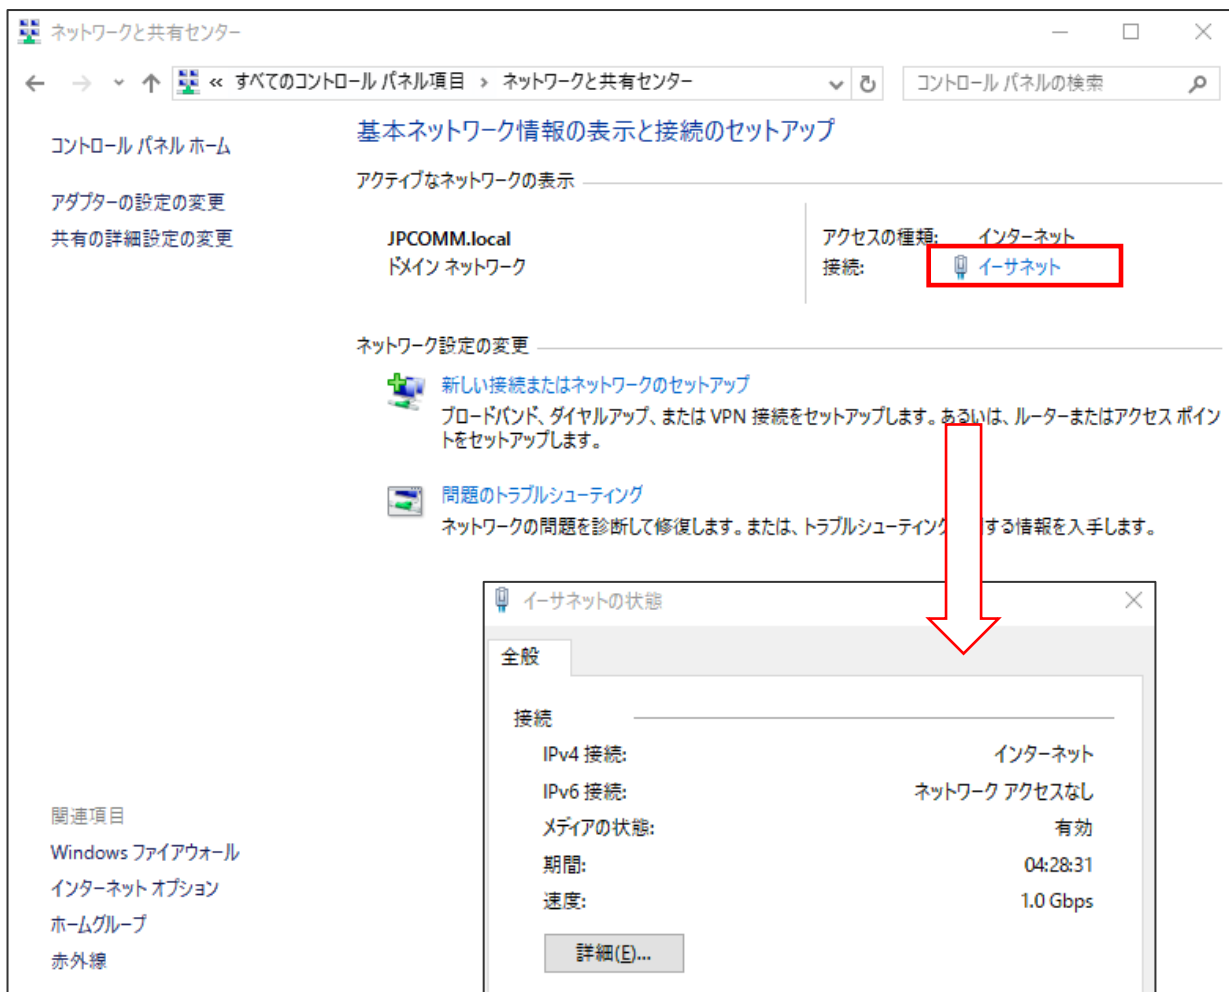 ネットワークと共有センター
« すべてのコントロール パネル項目 › ネットワークと共有センター
コントロール パネルの検索
コントロール パネル ホーム
アダプターの設定の変更
共有の詳細設定の変更
基本ネットワーク情報の表示と接続のセットアップ
アクティブなネットワークの表示
JPCOMM.local
ドメイン ネットワーク
アクセスの種類: インターネット
接続: イーサネット
ネットワーク設定の変更
新しい接続またはネットワークのセットアップ
ブロードバンド、ダイヤルアップ、または VPN 接続をセットアップします。あるいは、ルーターまたはアクセス ポイン
トをセットアップします。
問題のトラブルシューティング
ネットワークの問題を診断して修復します。または、トラブルシューティング する情報を入手します。
イーサネットの状態
全般
接続
IPv4 接続: インターネット
IPv6 接続: ネットワーク アクセスなし
メディアの状態: 有効
期間: 04:28:31
速度: 1.0 Gbps
詳細(E)...
関連項目
Windows ファイアウォール
インターネット オプション
ホームグループ
赤外線